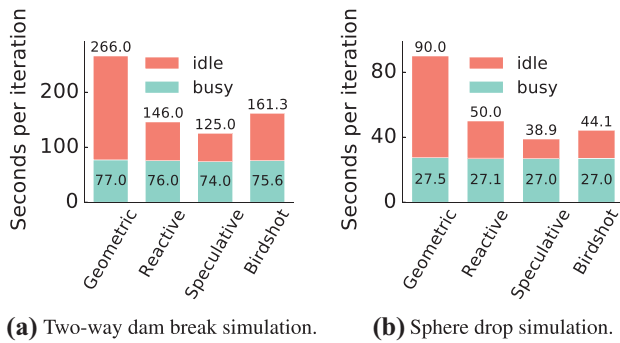 266.0
idle
busy
161.3
146.0
125.0
77.0
76.0
74.0
75.6
200
100
0
Seconds per iteration
Geometric
Reactive
Speculative
Birdshot
(a) Two-way dam break simulation.
90.0
idle
busy
50.0
38.9
44.1
27.5
27.1
27.0
27.0
80
40
0
Seconds per iteration
Geometric
Reactive
Speculative
Birdshot
(b) Sphere drop simulation.